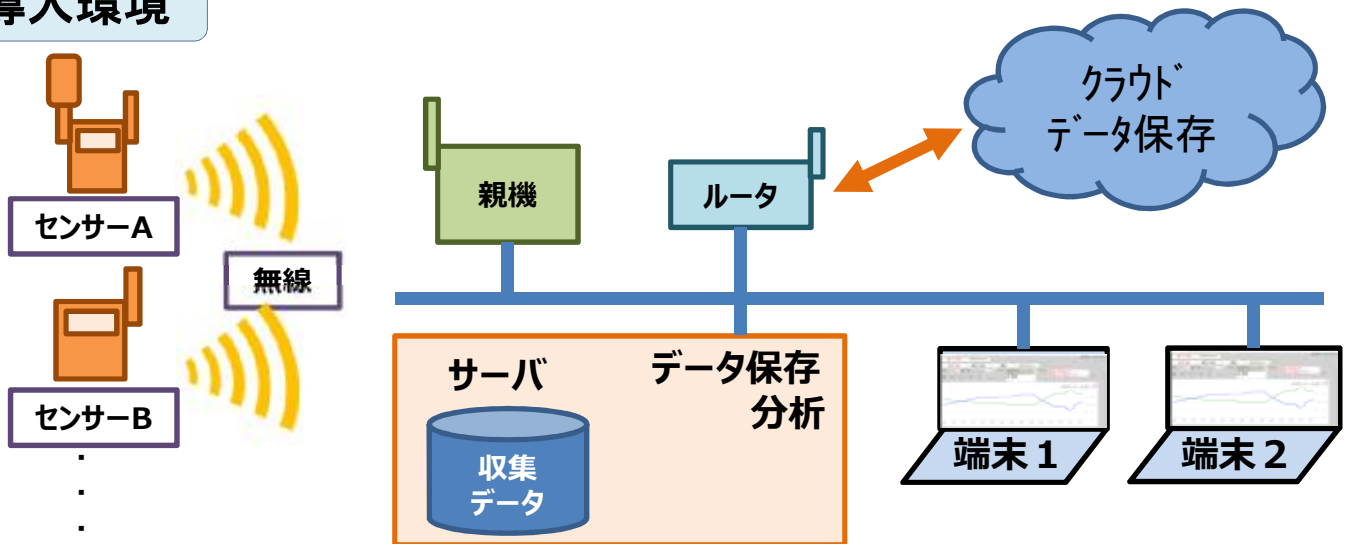 導入環境
センサーA
無線
センサーB
・
・
・
親機
ルータ
クラウド
データ保存
サーバ
収集
データ
データ保存
分析
端末1
端末2